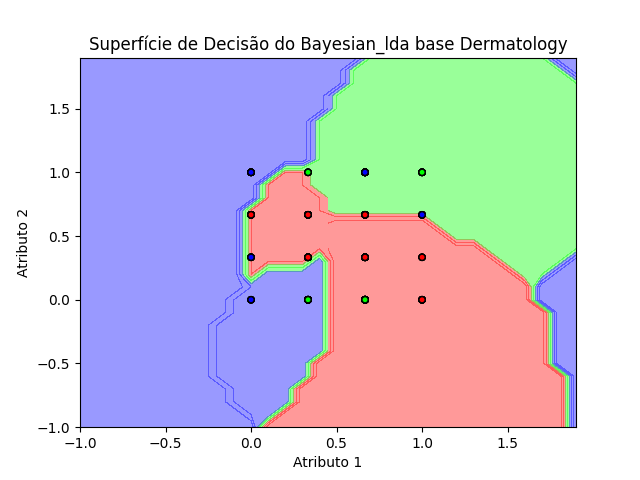 Superfície de Decisão do Bayesian_lda base Dermatology
Atributo 2
1.5
1.0
0.5
0.0
−0.5
−1.0
−1.0 −0.5 0.0 0.5 1.0 1.5
Atributo 1